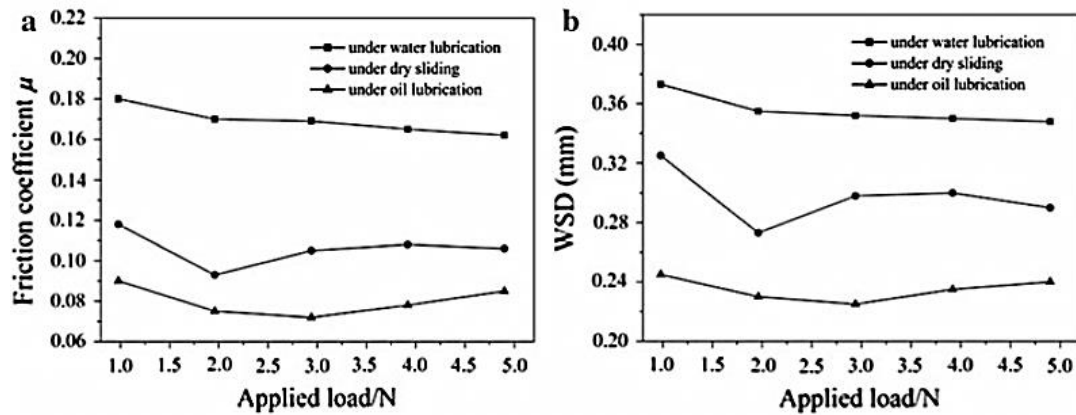 a
0.22
0.20
0.18
0.16
0.14
0.12
0.10
0.08
0.06
Friction coefficient μ
under water lubrication
under dry sliding
under oil lubrication
1.0 1.5 2.0 2.5 3.0 3.5 4.0 4.5 5.0
Applied load/N
b
0.40
0.36
0.32
0.28
0.24
0.20
WSD (mm)
under water lubrication
under dry sliding
under oil lubrication
1.0 1.5 2.0 2.5 3.0 3.5 4.0 4.5 5.0
Applied load/N